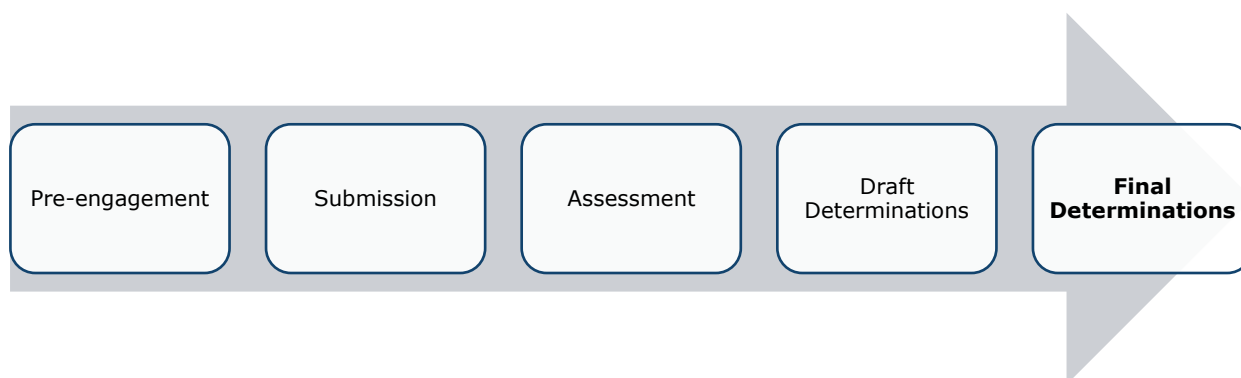 Pre-engagement
Submission
Assessment
Draft
Determinations
Final
Determinations